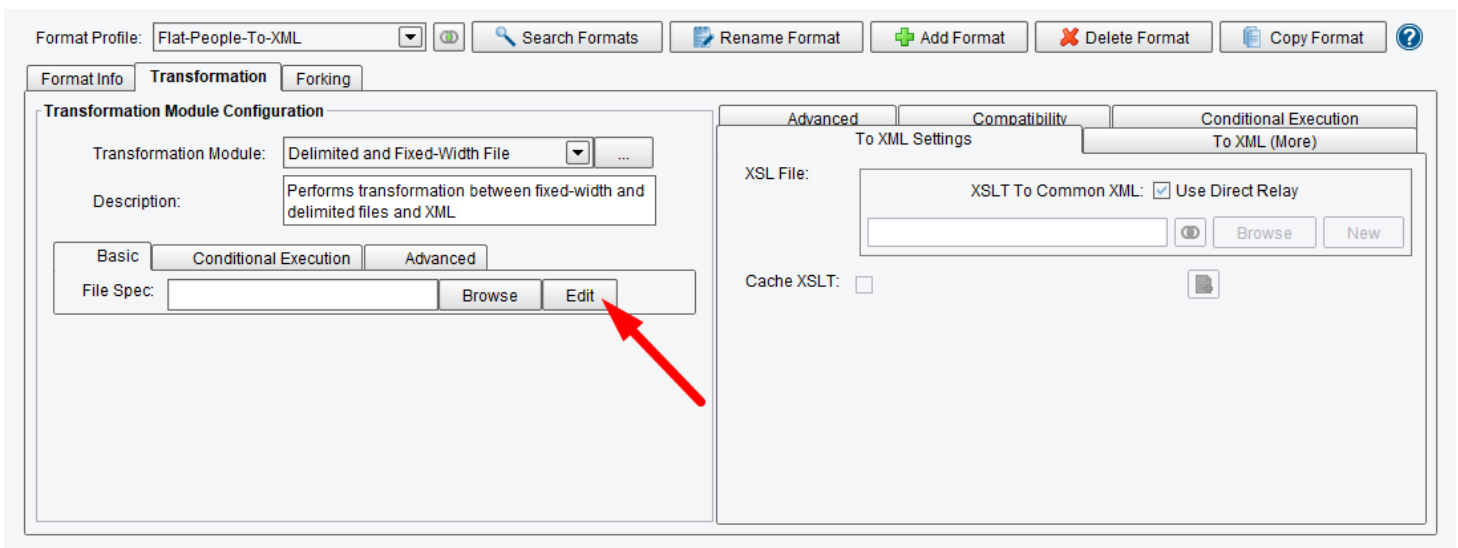 Format Profile: Flat-People-To-XML Search Formats Rename Format Add Format Delete Format Copy Format ?
Format Info Transformation Forking
Transformation Module Configuration
Transformation Module: Delimited and Fixed-Width File ...
Description: Performs transformation between fixed-width and
delimited files and XML
Basic Conditional Execution Advanced
File Spec: Browse Edit
Advanced Compatibility Conditional Execution
To XML Settings To XML (More)
XSL File:
XSLT To Common XML: Use Direct Relay
Browse New
Cache XSLT: